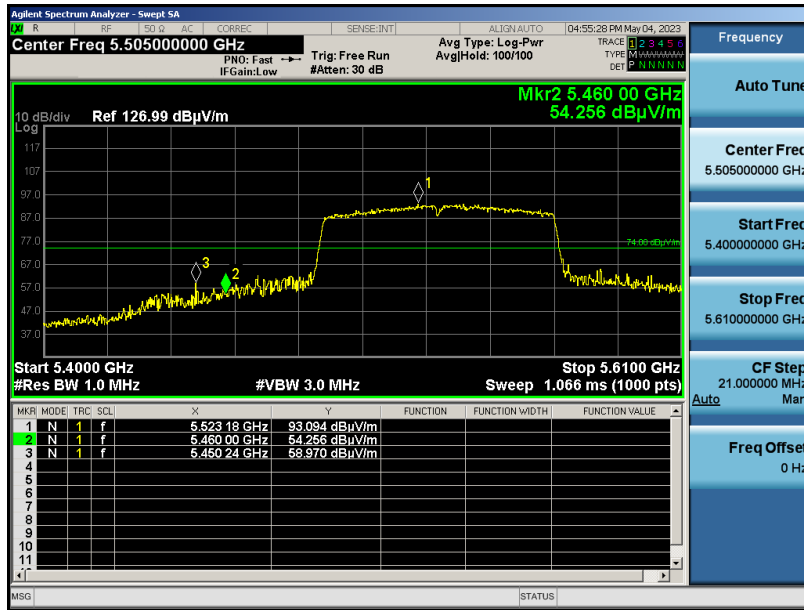 Agilent Spectrum Analyzer - Swept SA
LXI R RF 50 Ω AC CORREC SENSE:INT ALIGN AUTO 04:55:28 PM May 04, 2023
Center Freq 5.505000000 GHz
PNO: Fast
IFGain:Low
Trig: Free Run
#Atten: 30 dB
Avg Type: Log-Pwr
Avg|Hold: 100/100
TRACE 1 2 3 4 5 6
TYPE M W W W W W
DET P N N N N N
Mkr2 5.460 00 GHz
54.256 dBµV/m
10 dB/div Ref 126.99 dBµV/m
Log
117
107
97.0
87.0
77.0
67.0
57.0
47.0
37.0
1
2
3
74.00 dBµV/m
Start 5.4000 GHz Stop 5.6100 GHz
#Res BW 1.0 MHz #VBW 3.0 MHz Sweep 1.066 ms (1000 pts)
MKR MODE TRC SCL X Y FUNCTION FUNCTION WIDTH FUNCTION VALUE
1 N 1 f 5.523 18 GHz 93.094 dBµV/m
2 N 1 f 5.460 00 GHz 54.256 dBµV/m
3 N 1 f 5.450 24 GHz 58.970 dBµV/m
4
5
6
7
8
9
10
11
MSG STATUS
Frequency
Auto Tune
Center Freq
5.505000000 GHz
Start Freq
5.400000000 GHz
Stop Freq
5.610000000 GHz
CF Step
21.000000 MHz
Auto Man
Freq Offset
0 Hz